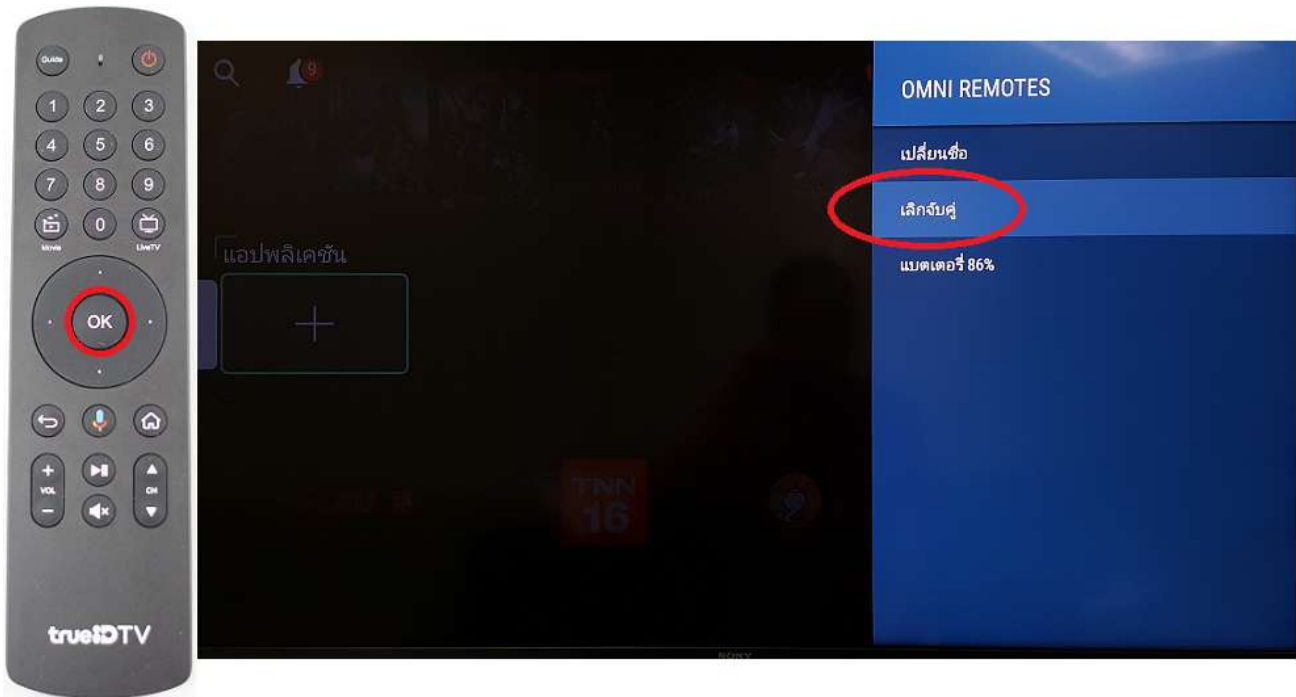 Guide
1 2 3
4 5 6
7 8 9
0
Movie LiveTV
OK
+ VOL -
CH
trueIDTV
9
แอปพลิเคชัน
TNN
16
SONY
OMNI REMOTES
เปลี่ยนชื่อ
เลิกจับคู่
แบตเตอรี่ 86%